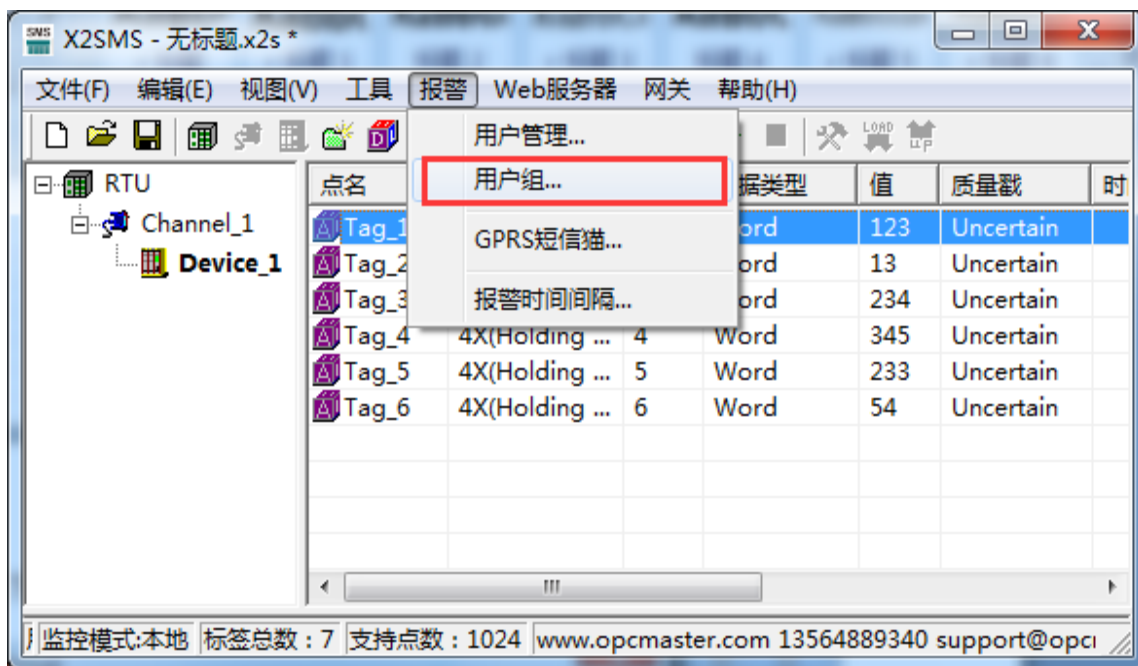 SMS X2SMS - 无标题.x2s *
文件(F) 编辑(E) 视图(V) 工具 报警 Web服务器 网关 帮助(H)
用户管理...
用户组...
GPRS短信猫...
报警时间间隔...
LOAD
RTU
Channel_1
Device_1
点名 据类型 值 质量戳 时
Tag_1 ord 123 Uncertain
Tag_2 ord 13 Uncertain
Tag_3 ord 234 Uncertain
Tag_4 4X(Holding ... 4 Word 345 Uncertain
Tag_5 4X(Holding ... 5 Word 233 Uncertain
Tag_6 4X(Holding ... 6 Word 54 Uncertain
监控模式:本地 标签总数：7 支持点数：1024 www.opcmaster.com 13564889340 support@opc